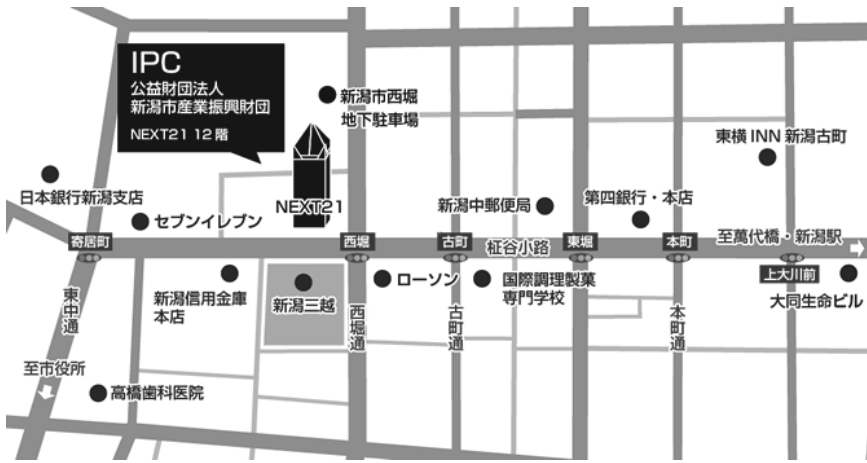 IPC
公益財団法人
新潟市産業振興財団
NEXT21 12階
新潟市西堀
地下駐車場
東横INN 新潟古町
日本銀行新潟支店
セブンイレブン
NEXT21
新潟中郵便局
第四銀行・本店
寄居町
西堀
古町
柾谷小路
東堀
本町
至萬代橋・新潟駅
上大川前
東中通
新潟信用金庫
本店
新潟三越
ローソン
国際調理製菓
専門学校
大同生命ビル
西堀通
古町通
本町通
至市役所
高橋歯科医院